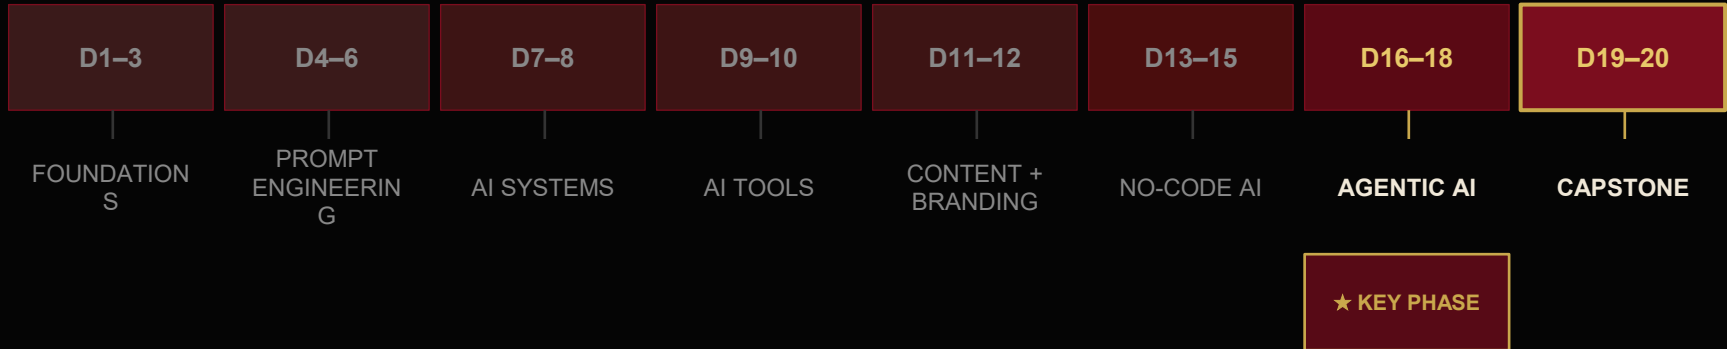 D1–3
D4–6
D7–8
D9–10
D11–12
D13–15
D16–18
D19–20
FOUNDATION
S
PROMPT
ENGINEERIN
G
AI SYSTEMS
AI TOOLS
CONTENT +
BRANDING
NO-CODE AI
AGENTIC AI
CAPSTONE
★ KEY PHASE